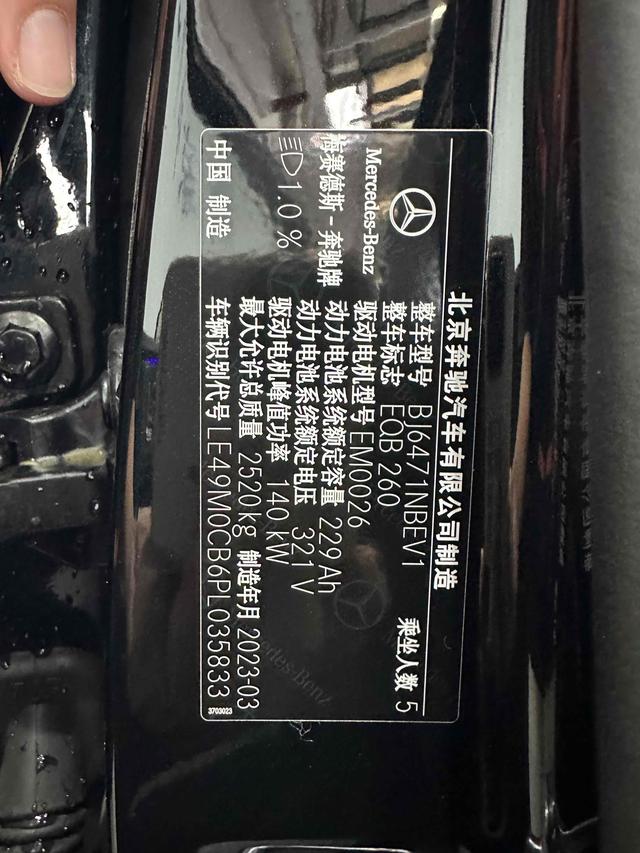 北京奔驰汽车有限公司制造
Mercedes-Benz
梅赛德斯-奔驰牌
1.0 %
中国 制造
整车型号 BJ6471NBEV1 乘坐人数 5
整车标志 EQB 260
驱动电机型号 EM0026
动力电池系统额定容量 229 Ah
动力电池系统额定电压 321 V
驱动电机峰值功率 140 kW
最大允许总质量 2520 kg 制造年月 2023-03
车辆识别代号 LE49M0CB6PL035833
3703023